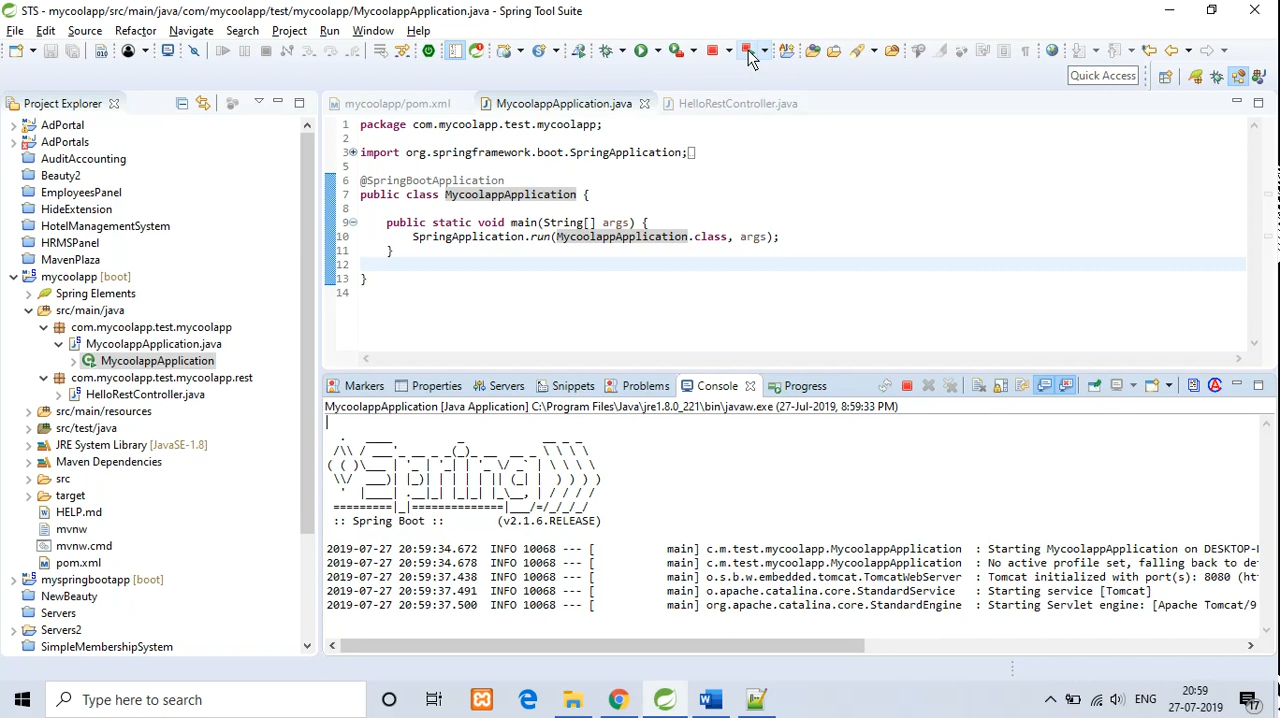 STS - mycoolapp/src/main/java/com/mycoolapp/test/mycoolapp/MycoolappApplication.java - Spring Tool Suite
File Edit Source Refactor Navigate Search Project Run Window Help
Quick Access
Project Explorer
AdPortal
AdPortals
AuditAccounting
Beauty2
EmployeesPanel
HideExtension
HotelManagementSystem
HRMSPanel
MavenPlaza
mycoolapp [boot]
Spring Elements
src/main/java
com.mycoolapp.test.mycoolapp
MycoolappApplication.java
MycoolappApplication
com.mycoolapp.test.mycoolapp.rest
HelloRestController.java
src/main/resources
src/test/java
JRE System Library [JavaSE-1.8]
Maven Dependencies
src
target
HELP.md
mvnw
mvnw.cmd
pom.xml
myspringbootapp [boot]
NewBeauty
Servers
Servers2
SimpleMembershipSystem
mycoolapp/pom.xml MycoolappApplication.java HelloRestController.java
1 package com.mycoolapp.test.mycoolapp;
2
3 import org.springframework.boot.SpringApplication;
5
6 @SpringBootApplication
7 public class MycoolappApplication {
8
9 public static void main(String[] args) {
10 SpringApplication.run(MycoolappApplication.class, args);
11 }
12
13 }
14
Markers Properties Servers Snippets Problems Console Progress
MycoolappApplication [Java Application] C:\Program Files\Java\jre1.8.0_221\bin\javaw.exe (27-Jul-2019, 8:59:33 PM)
Spring
:: Spring Boot :: (v2.1.6.RELEASE)
2019-07-27 20:59:34.672 INFO 10068 --- [ main] c.m.test.mycoolapp.MycoolappApplication : Starting MycoolappApplication on DESKTOP-
2019-07-27 20:59:34.678 INFO 10068 --- [ main] c.m.test.mycoolapp.MycoolappApplication : No active profile set, falling back to de
2019-07-27 20:59:37.438 INFO 10068 --- [ main] o.s.b.w.embedded.tomcat.TomcatWebServer : Tomcat initialized with port(s): 8080 (ht
2019-07-27 20:59:37.491 INFO 10068 --- [ main] o.apache.catalina.core.StandardService : Starting service [Tomcat]
2019-07-27 20:59:37.500 INFO 10068 --- [ main] org.apache.catalina.core.StandardEngine : Starting Servlet engine: [Apache Tomcat/9
Type here to search
ENG
20:59
27-07-2019
17